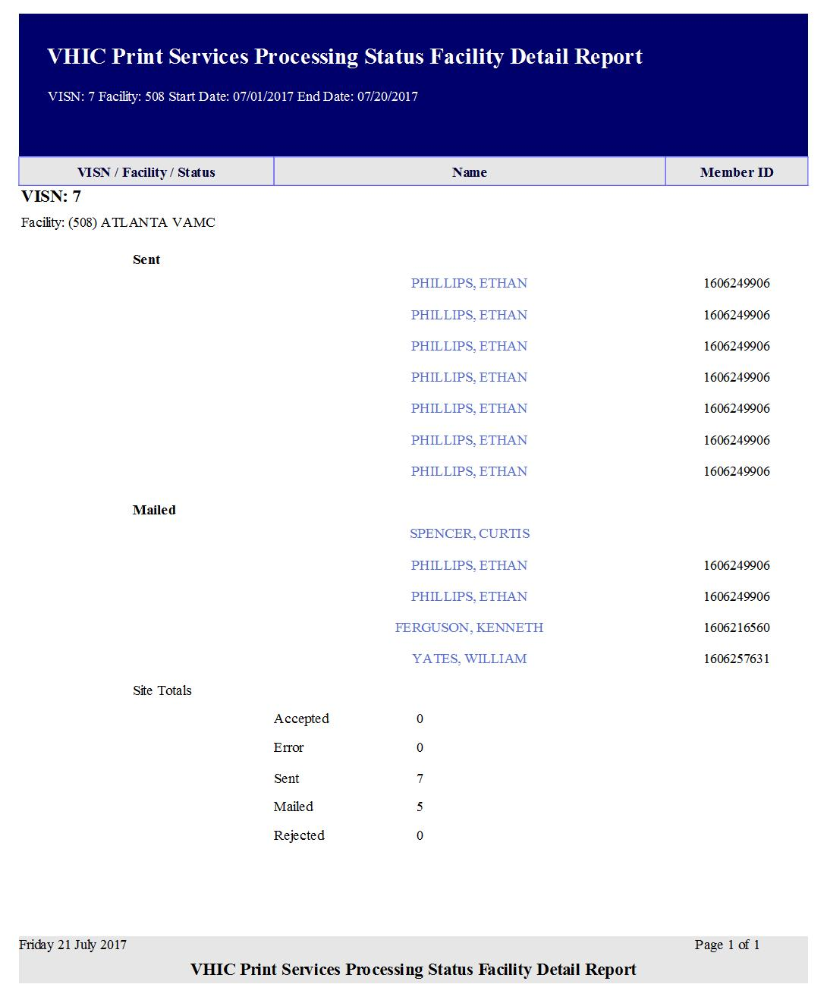 VHIC Print Services Processing Status Facility Detail Report
VISN: 7 Facility: 508 Start Date: 07/01/2017 End Date: 07/20/2017
VISN / Facility / Status Name Member ID
VISN: 7
Facility: (508) ATLANTA VAMC
Sent
PHILLIPS, ETHAN 1606249906
PHILLIPS, ETHAN 1606249906
PHILLIPS, ETHAN 1606249906
PHILLIPS, ETHAN 1606249906
PHILLIPS, ETHAN 1606249906
PHILLIPS, ETHAN 1606249906
PHILLIPS, ETHAN 1606249906
Mailed
SPENCER, CURTIS
PHILLIPS, ETHAN 1606249906
PHILLIPS, ETHAN 1606249906
FERGUSON, KENNETH 1606216560
YATES, WILLIAM 1606257631
Site Totals
Accepted 0
Error 0
Sent 7
Mailed 5
Rejected 0
Friday 21 July 2017 Page 1 of 1
VHIC Print Services Processing Status Facility Detail Report